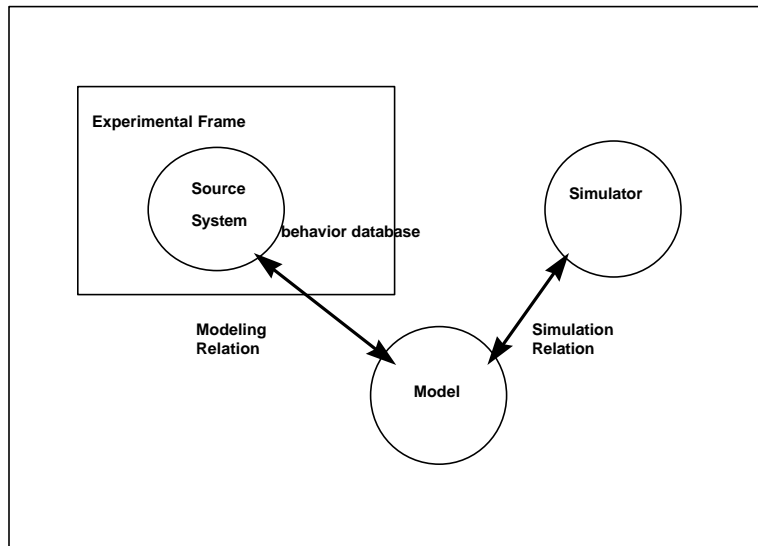 Experimental Frame
Source
System
behavior database
Simulator
Modeling
Relation
Simulation
Relation
Model